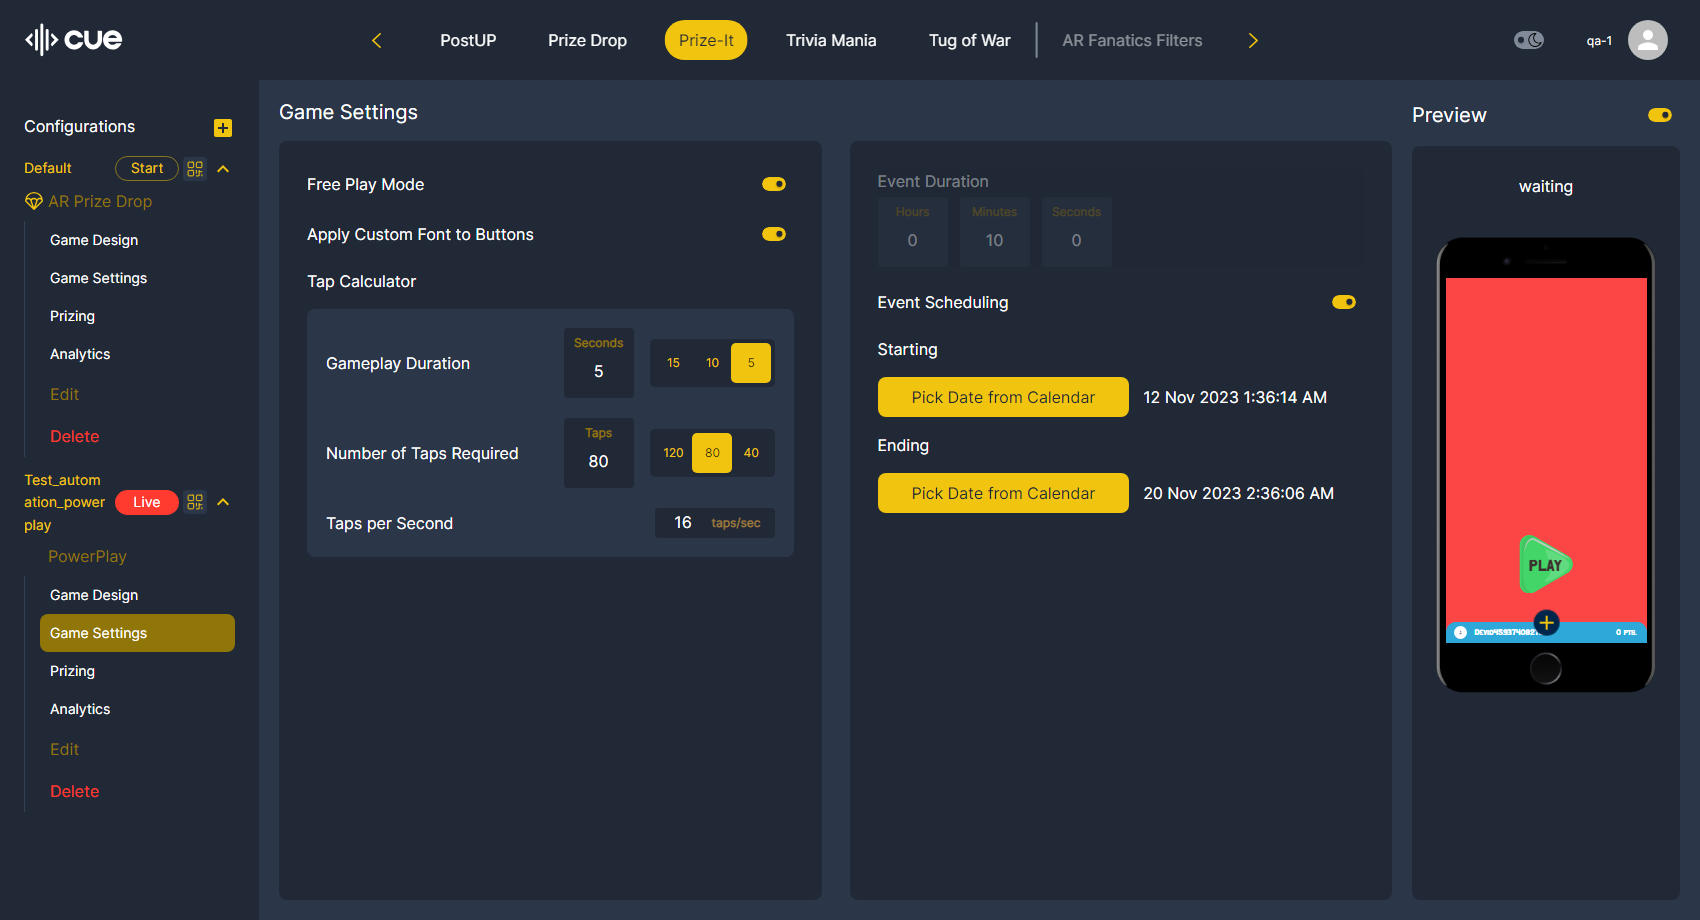 cue
PostUP
Prize Drop
Prize-It
Trivia Mania
Tug of War
AR Fanatics Filters
qa-1
Configurations
Default
Start
AR Prize Drop
Game Design
Game Settings
Prizing
Analytics
Edit
Delete
Test_autom
ation_power
play
Live
PowerPlay
Game Design
Game Settings
Prizing
Analytics
Edit
Delete
Game Settings
Free Play Mode
Apply Custom Font to Buttons
Tap Calculator
Gameplay Duration
Seconds
5
15 10 5
Number of Taps Required
Taps
80
120 80 40
Taps per Second
16 taps/sec
Event Duration
Hours Minutes Seconds
0 10 0
Event Scheduling
Starting
Pick Date from Calendar 12 Nov 2023 1:36:14 AM
Ending
Pick Date from Calendar 20 Nov 2023 2:36:06 AM
Preview
waiting
PLAY
0 PTS.